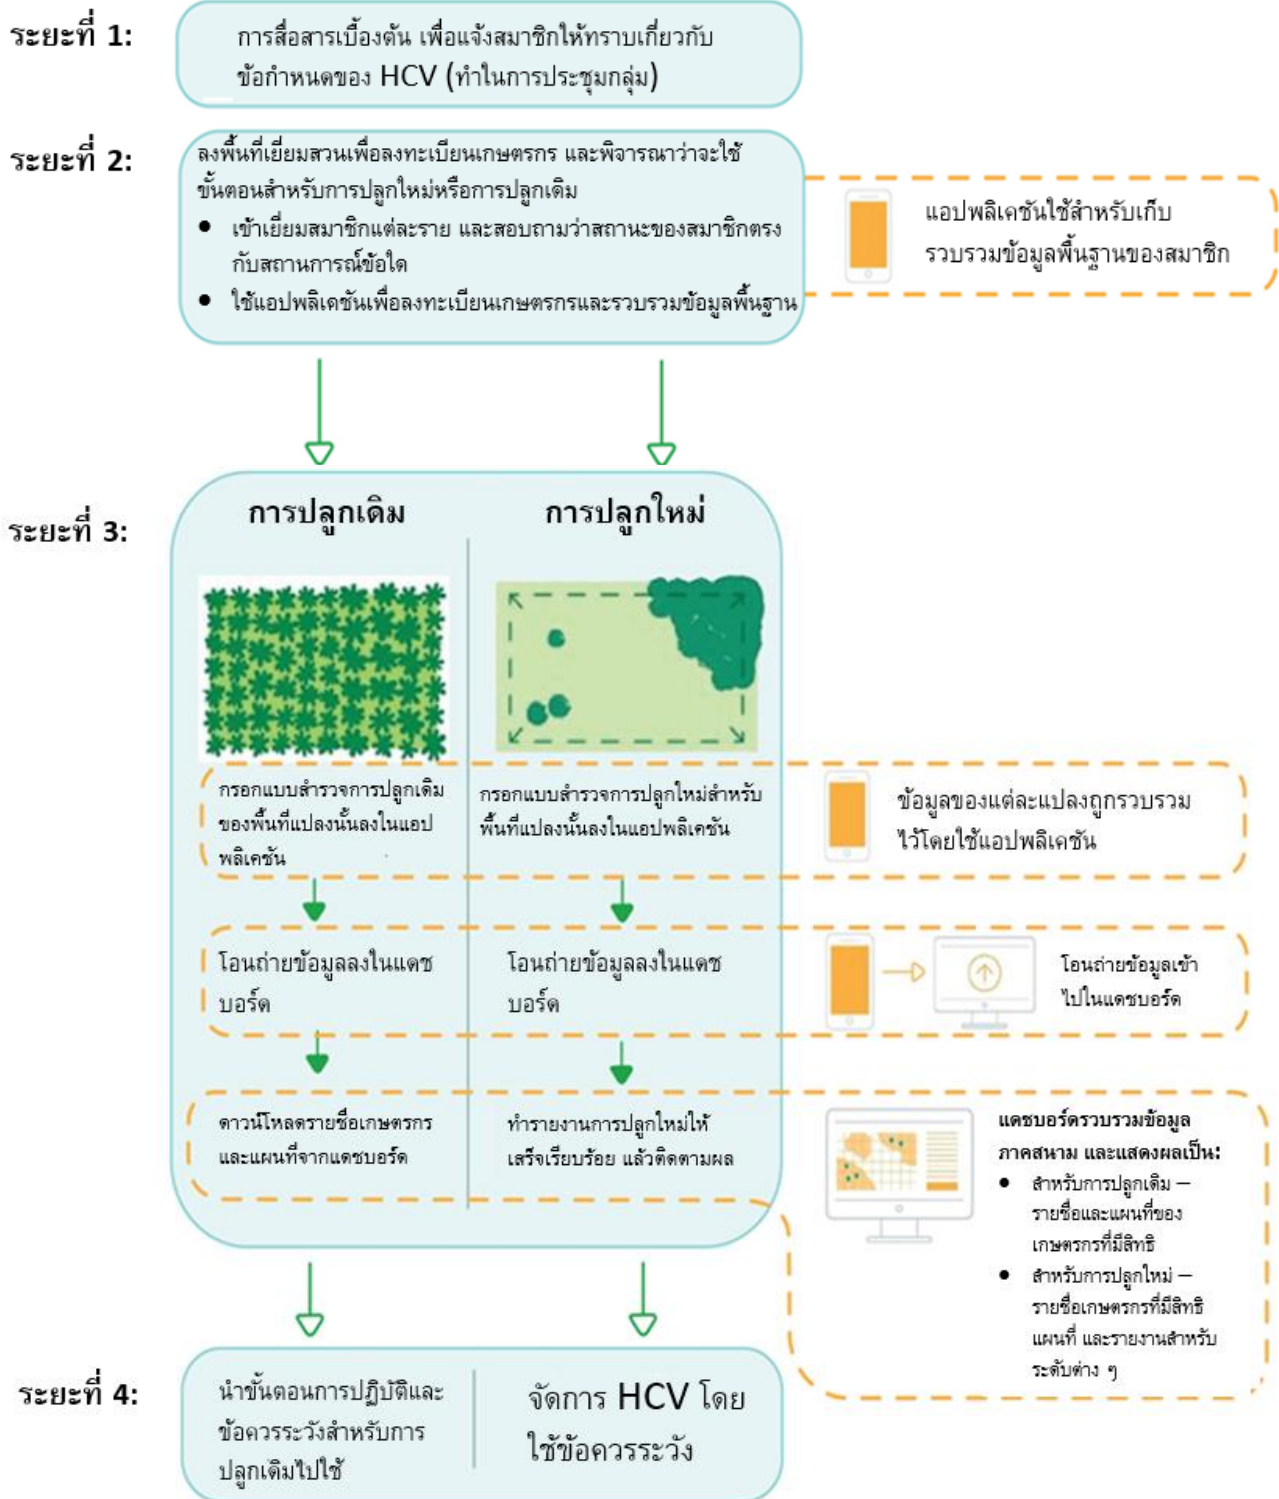 ระยะที่ 1:
การสื่อสารเบื้องต้น เพื่อแจ้งสมาชิกให้ทราบเกี่ยวกับ
ข้อกำหนดของ HCV (ทำในการประชุมกลุ่ม)
ระยะที่ 2:
ลงพื้นที่เยี่ยมสวนเพื่อลงทะเบียนเกษตรกร และพิจารณาว่าจะใช้
ขั้นตอนสำหรับการปลูกใหม่หรือการปลูกเดิม
● เข้าเยี่ยมสมาชิกแต่ละราย และสอบถามว่าสถานะของสมาชิกตรง
กับสถานการณ์ข้อใด
● ใช้แอปพลิเคชันเพื่อลงทะเบียนเกษตรกรและรวบรวมข้อมูลพื้นฐาน
แอปพลิเคชันใช้สำหรับเก็บ
รวบรวมข้อมูลพื้นฐานของสมาชิก
ระยะที่ 3:
การปลูกเดิม
กรอกแบบสำรวจการปลูกเดิม
ของพื้นที่แปลงนั้นลงในแอป
พลิเคชัน
โอนถ่ายข้อมูลลงในแดช
บอร์ด
ดาวน์โหลดรายชื่อเกษตรกร
และแผนที่จากแดชบอร์ด
การปลูกใหม่
กรอกแบบสำรวจการปลูกใหม่สำหรับ
พื้นที่แปลงนั้นลงในแอปพลิเคชัน
โอนถ่ายข้อมูลลงในแดช
บอร์ด
ทำรายงานการปลูกใหม่ให้
เสร็จเรียบร้อย แล้วติดตามผล
ข้อมูลของแต่ละแปลงถูกรวบรวม
ไว้โดยใช้แอปพลิเคชัน
โอนถ่ายข้อมูลเข้า
ไปในแดชบอร์ด
แดชบอร์ดรวบรวมข้อมูล
ภาคสนาม และแสดงผลเป็น:
● สำหรับการปลูกเดิม –
รายชื่อและแผนที่ของ
เกษตรกรที่มีสิทธิ
● สำหรับการปลูกใหม่ –
รายชื่อเกษตรกรที่มีสิทธิ
แผนที่ และรายงานสำหรับ
ระดับต่าง ๆ
ระยะที่ 4:
นำขั้นตอนการปฏิบัติและ
ข้อควรระวังสำหรับการ
ปลูกเดิมไปใช้
จัดการ HCV โดย
ใช้ข้อควรระวัง